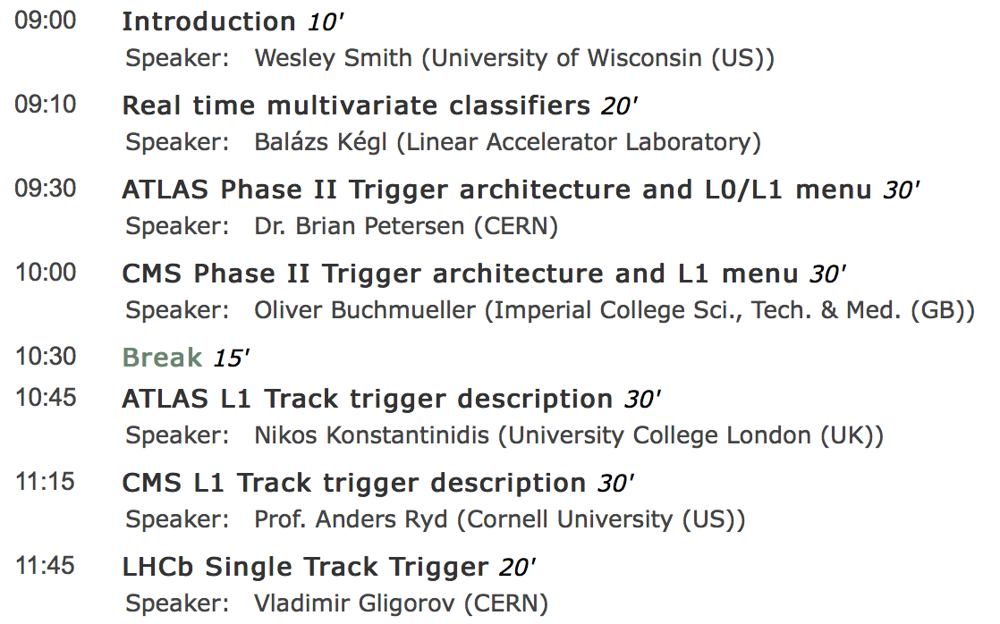 09:00 Introduction 10'
Speaker: Wesley Smith (University of Wisconsin (US))
09:10 Real time multivariate classifiers 20'
Speaker: Balázs Kégl (Linear Accelerator Laboratory)
09:30 ATLAS Phase II Trigger architecture and L0/L1 menu 30'
Speaker: Dr. Brian Petersen (CERN)
10:00 CMS Phase II Trigger architecture and L1 menu 30'
Speaker: Oliver Buchmueller (Imperial College Sci., Tech. & Med. (GB))
10:30 Break 15'
10:45 ATLAS L1 Track trigger description 30'
Speaker: Nikos Konstantinidis (University College London (UK))
11:15 CMS L1 Track trigger description 30'
Speaker: Prof. Anders Ryd (Cornell University (US))
11:45 LHCb Single Track Trigger 20'
Speaker: Vladimir Gligorov (CERN)